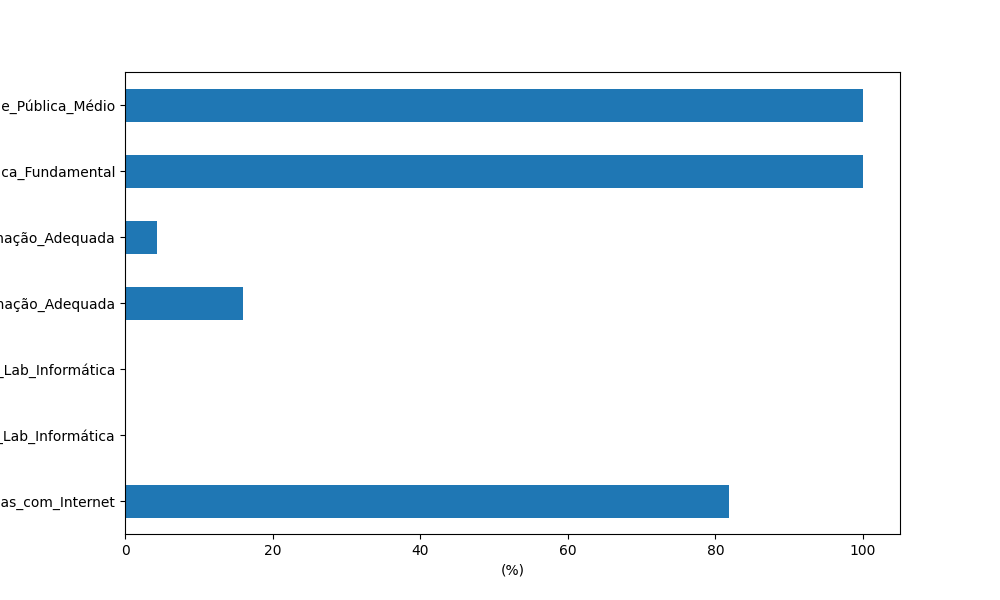 e_Pública_Médio
ca_Fundamental
nação_Adequada
nação_Adequada
_Lab_Informática
_Lab_Informática
as_com_Internet
0 20 40 60 80 100
(%)